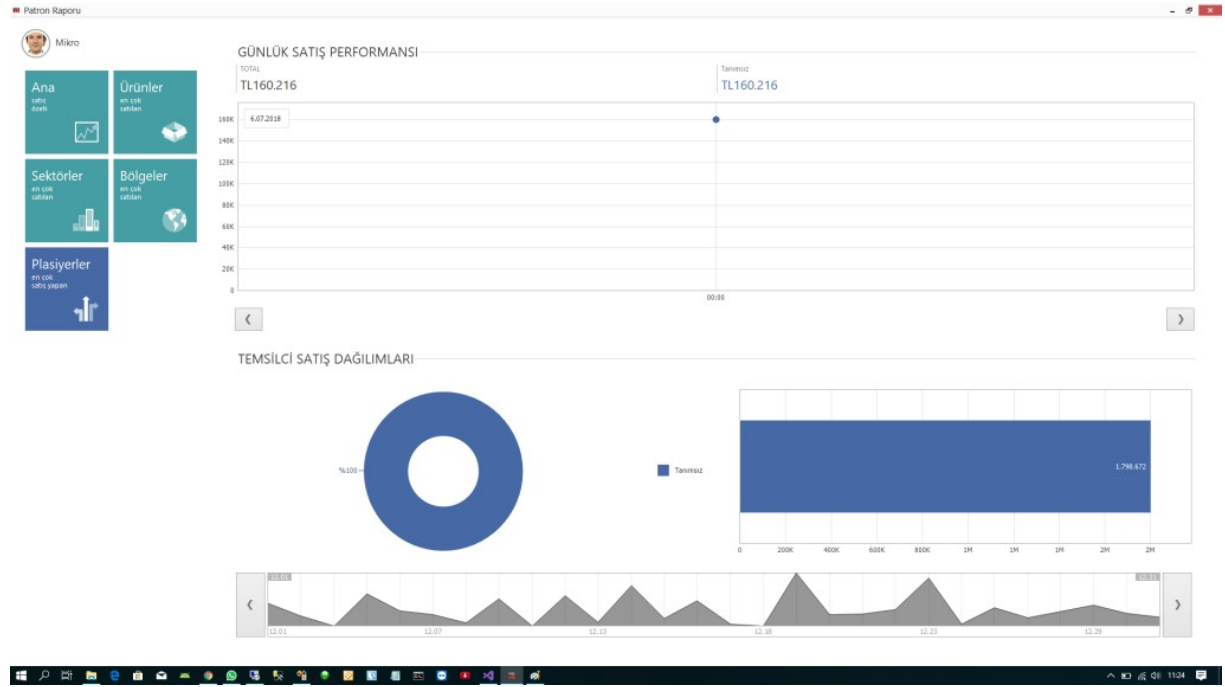 Patron Raporu
Mikro
Ana
satış
özeti
Ürünler
en çok
satılan
Sektörler
en çok
satılan
Bölgeler
en çok
satılan
Plasiyerler
en çok
satış yapan
GÜNLÜK SATIŞ PERFORMANSI
TOTAL
TL160.216
Tanımsız
TL160.216
6.07.2018
160K
140K
120K
100K
80K
60K
40K
20K
0
00:00
TEMSİLCİ SATIŞ DAĞILIMLARI
%100
Tanımsız
1.798.672
0 200K 400K 600K 800K 1M 1M 1M 2M 2M
12.01 12.31
12.01 12.07 12.13 12.18 12.23 12.29
11:24